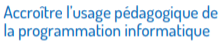 Accroître l'usage pédagogique de
la programmation informatique